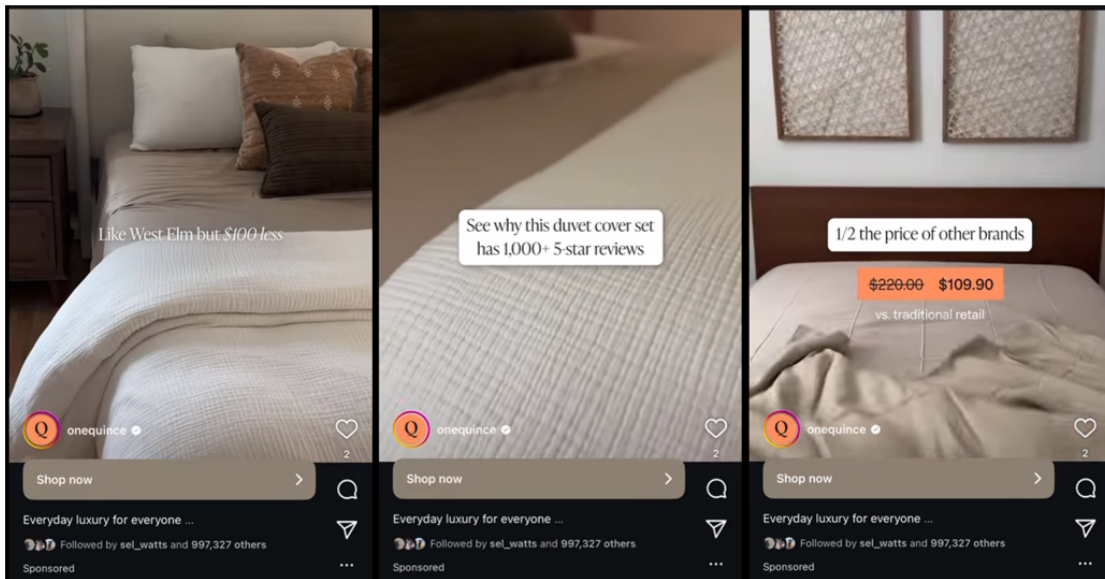 Like West Elm but $100 less
Q
onequince
2
Shop now
Everyday luxury for everyone ...
Followed by sel_watts and 997,327 others
Sponsored
See why this duvet cover set
has 1,000+ 5-star reviews
Q
onequince
2
Shop now
Everyday luxury for everyone ...
Followed by sel_watts and 997,327 others
Sponsored
1/2 the price of other brands
$220.00 $109.90
vs. traditional retail
Q
onequince
2
Shop now
Everyday luxury for everyone ...
Followed by sel_watts and 997,327 others
Sponsored